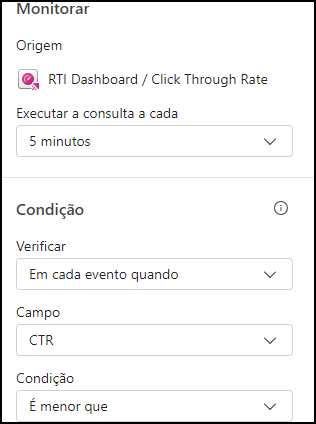 Monitorar
Origem
RTI Dashboard / Click Through Rate
Executar a consulta a cada
5 minutos
Condição
Verificar
Em cada evento quando
Campo
CTR
Condição
É menor que